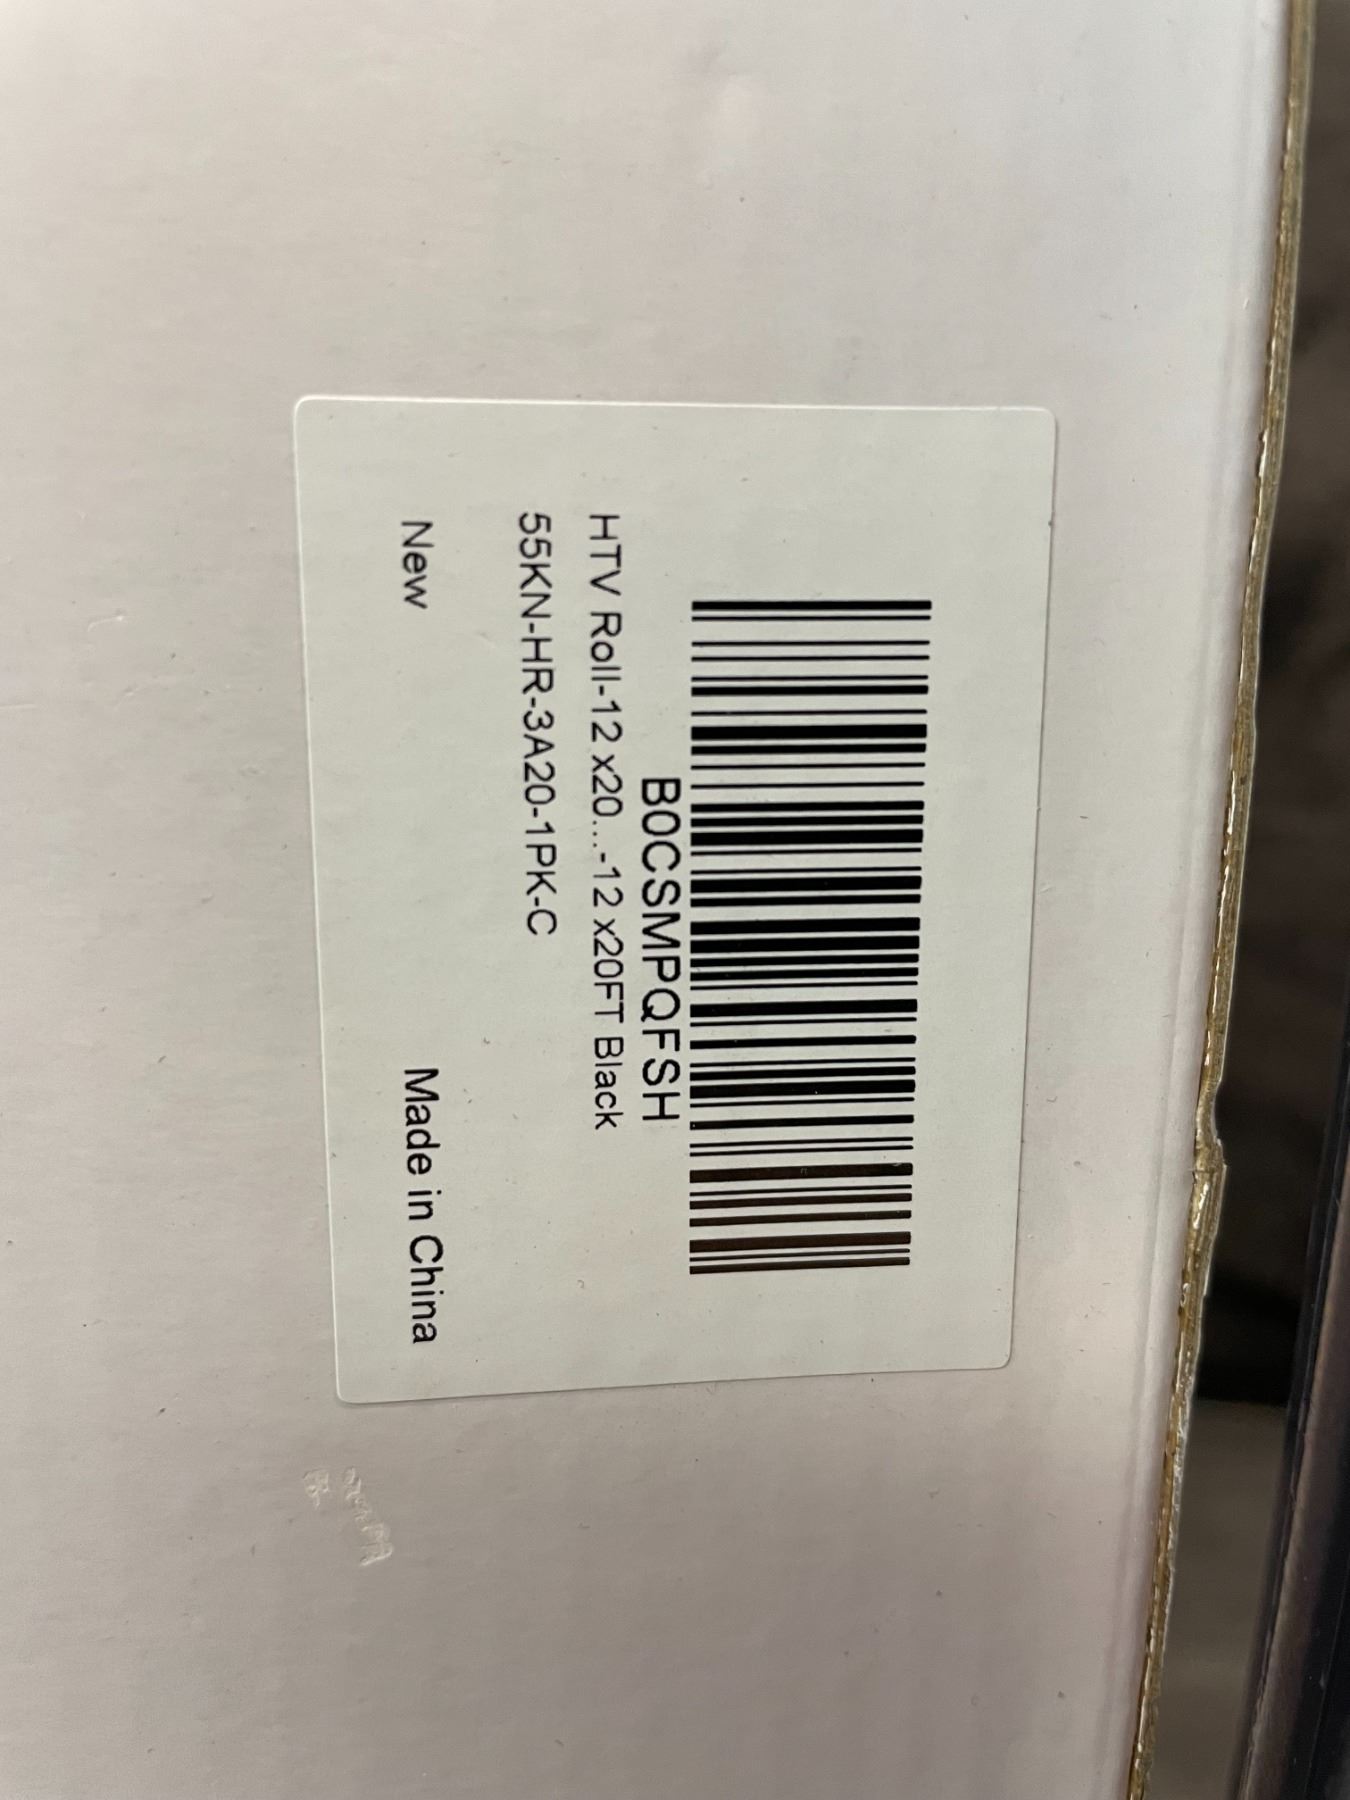 B0CSMPQFSH
HTV Roll-12 x20...-12 x20FT Black
55KN-HR-3A20-1PK-C
New
Made in China